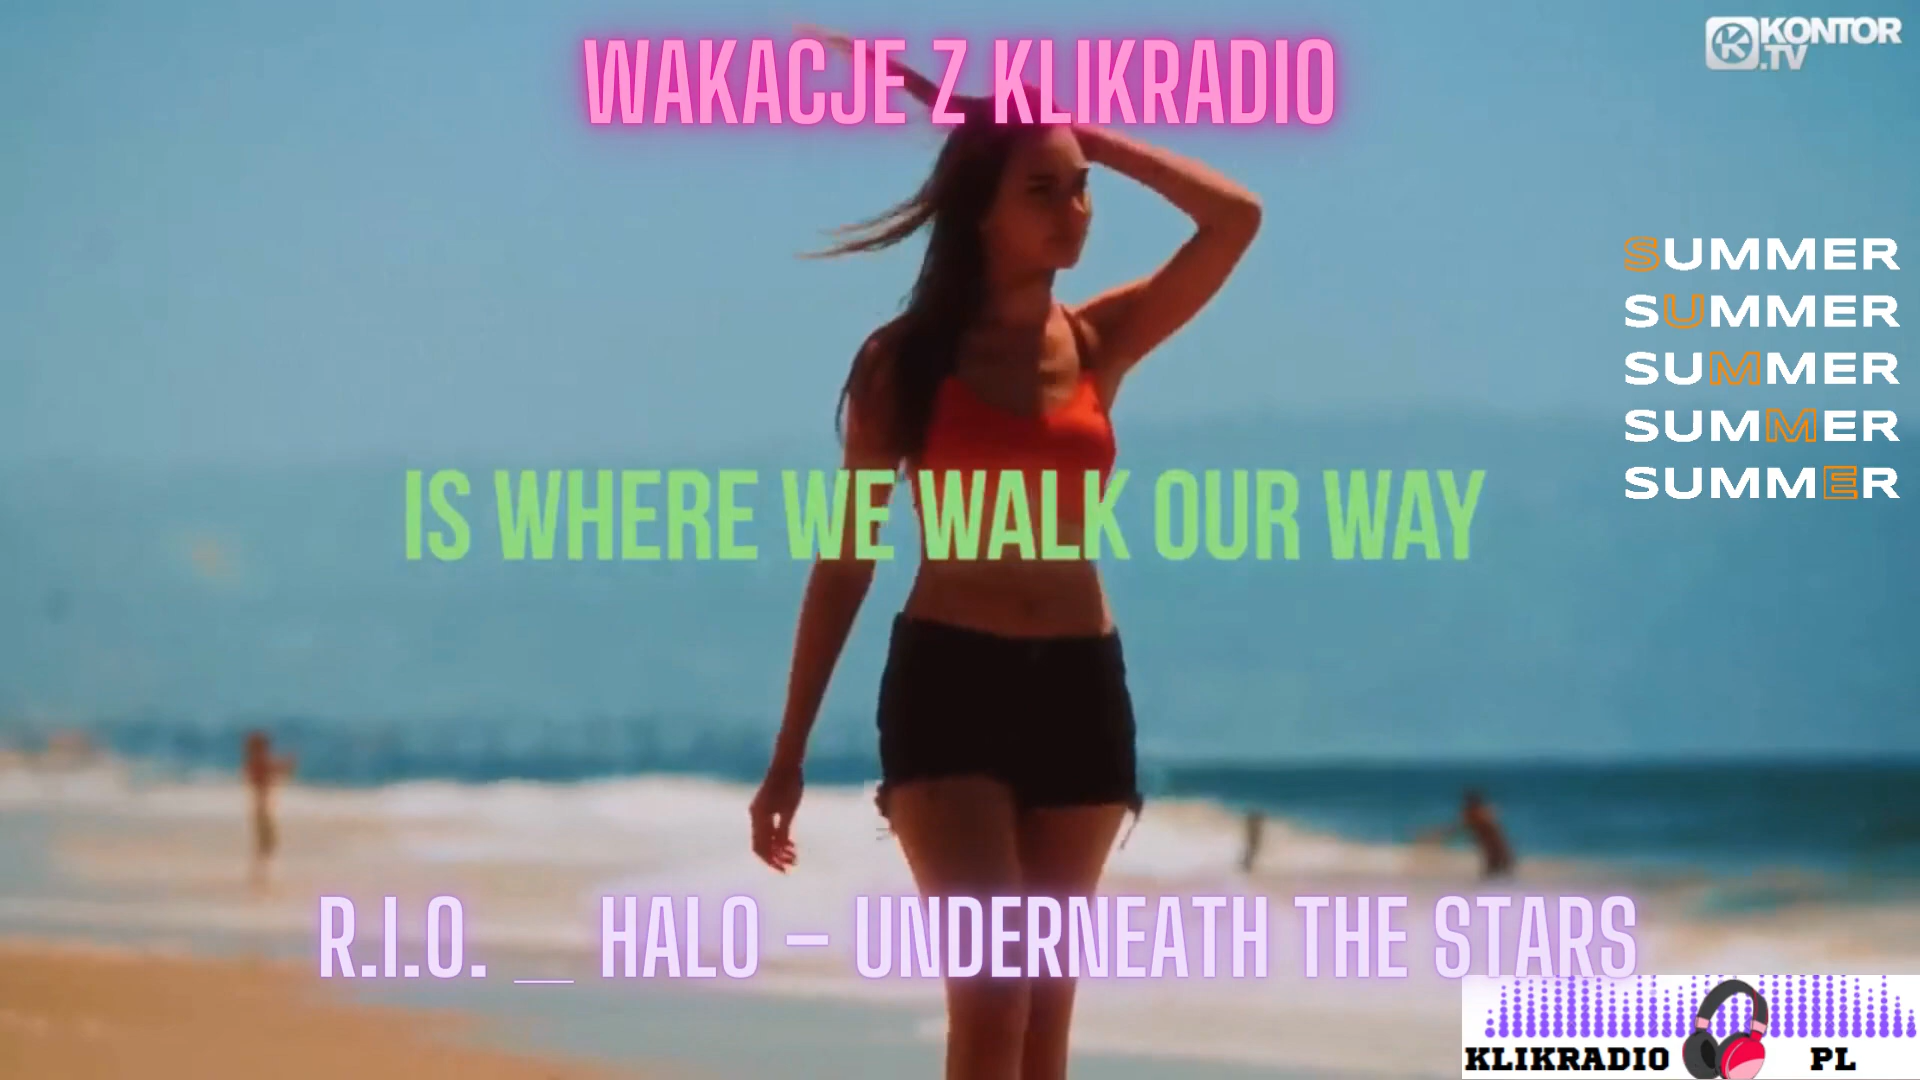 WAKACJE Z KLIKRADIO
KONTOR
.TV
SUMMER
SUMMER
SUMMER
SUMMER
SUMMER
IS WHERE WE WALK OUR WAY
R.I.O. _ HALO – UNDERNEATH THE STARS
KLIKRADIO PL